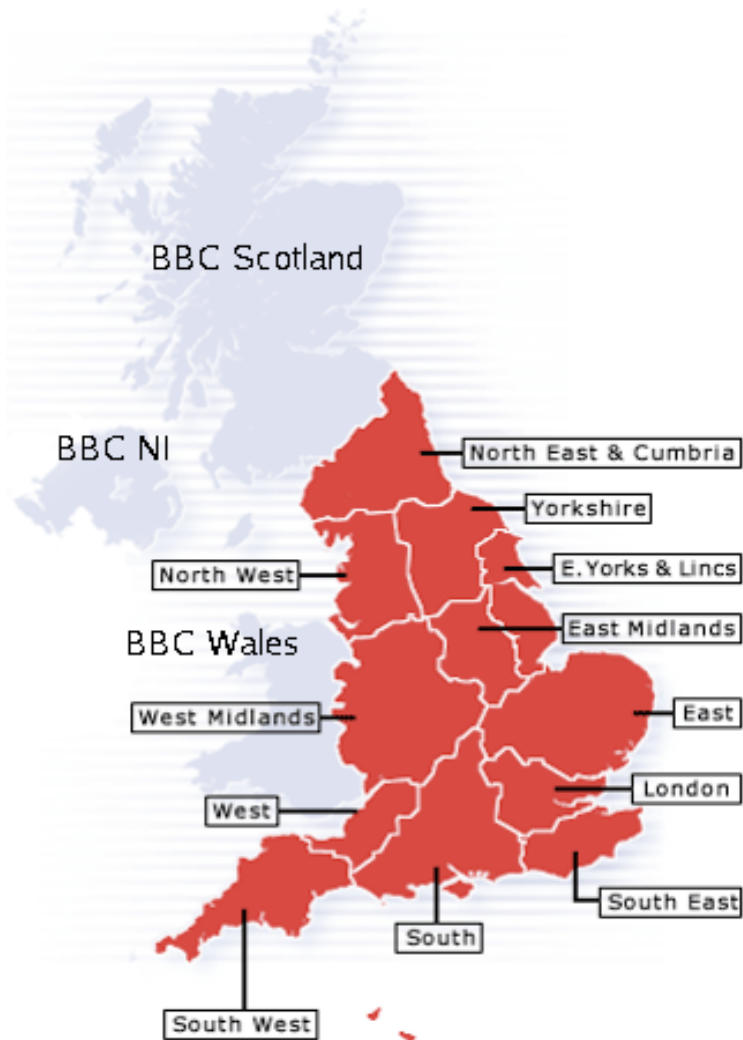 BBC Scotland
BBC NI
North East & Cumbria
Yorkshire
E.Yorks & Lincs
North West
East Midlands
BBC Wales
West Midlands
East
London
West
South East
South
South West